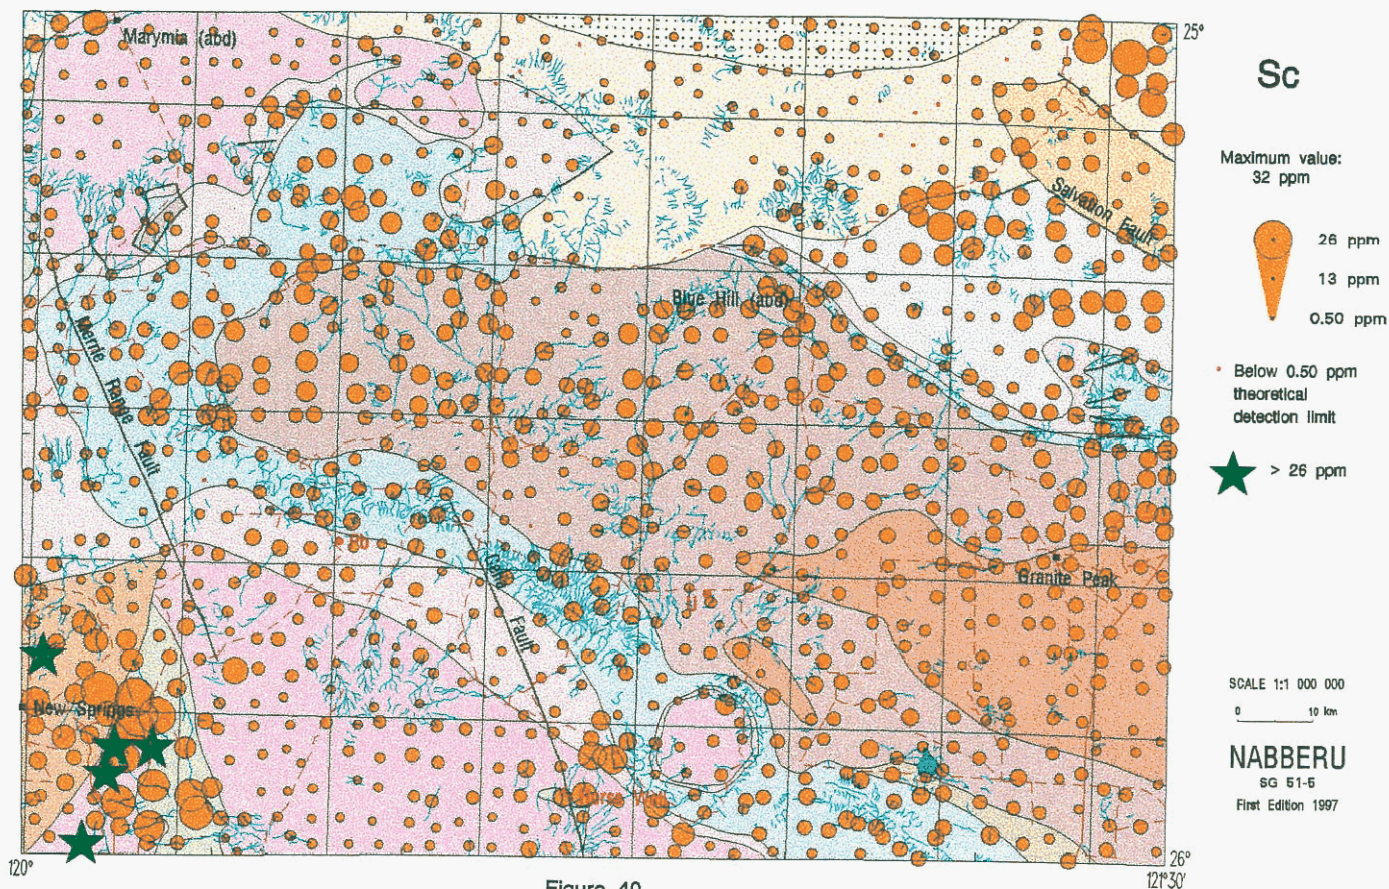 Marymia (abd)
25°
Sc
Maximum value:
32 ppm
Salvation Fault
26 ppm
13 ppm
0.50 ppm
Blue Hill (abd)
Merrie Range Fault
Below 0.50 ppm
theoretical
detection limit
> 26 ppm
Granite Peak
Fault
New Springs
SCALE 1:1 000 000
0 10 km
NABBERU
SG 51-5
First Edition 1997
120°
26°
121°30'
Figure 40